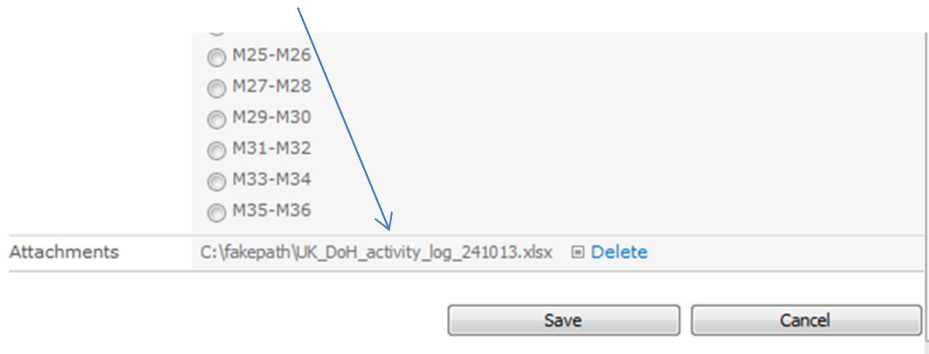 M25-M26
M27-M28
M29-M30
M31-M32
M33-M34
M35-M36
Attachments C:\fakepath\UK_DoH_activity_log_241013.xlsx Delete
Save Cancel